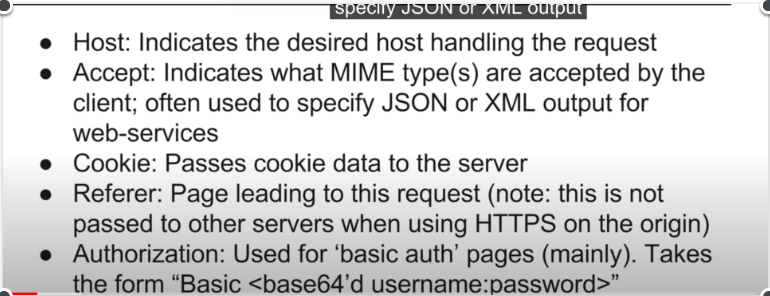 specify JSON or XML output
● Host: Indicates the desired host handling the request
● Accept: Indicates what MIME type(s) are accepted by the
client; often used to specify JSON or XML output for
web-services
● Cookie: Passes cookie data to the server
● Referer: Page leading to this request (note: this is not
passed to other servers when using HTTPS on the origin)
● Authorization: Used for ‘basic auth’ pages (mainly). Takes
the form “Basic <base64’d username:password>”